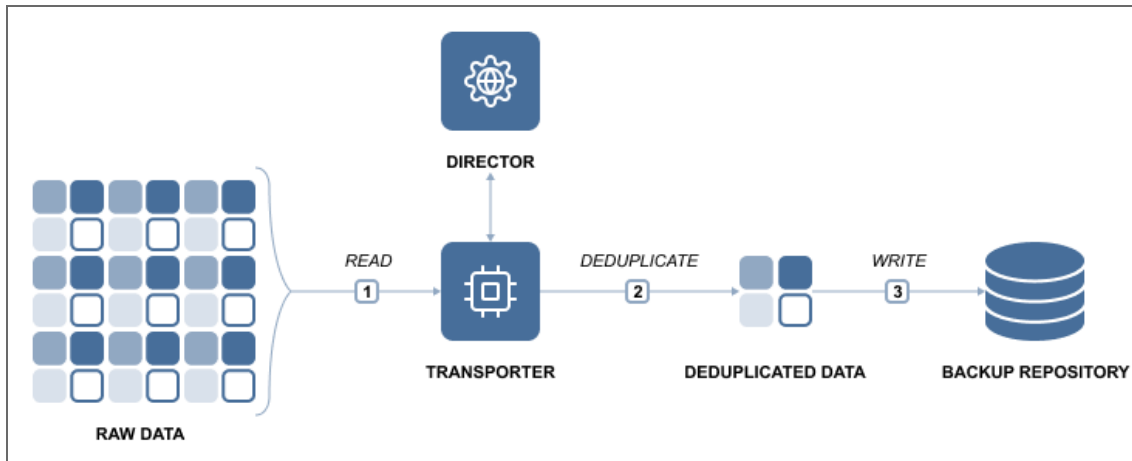 DIRECTOR
READ
1
DEDUPLICATE
2
WRITE
3
TRANSPORTER
DEDUPLICATED DATA
BACKUP REPOSITORY
RAW DATA